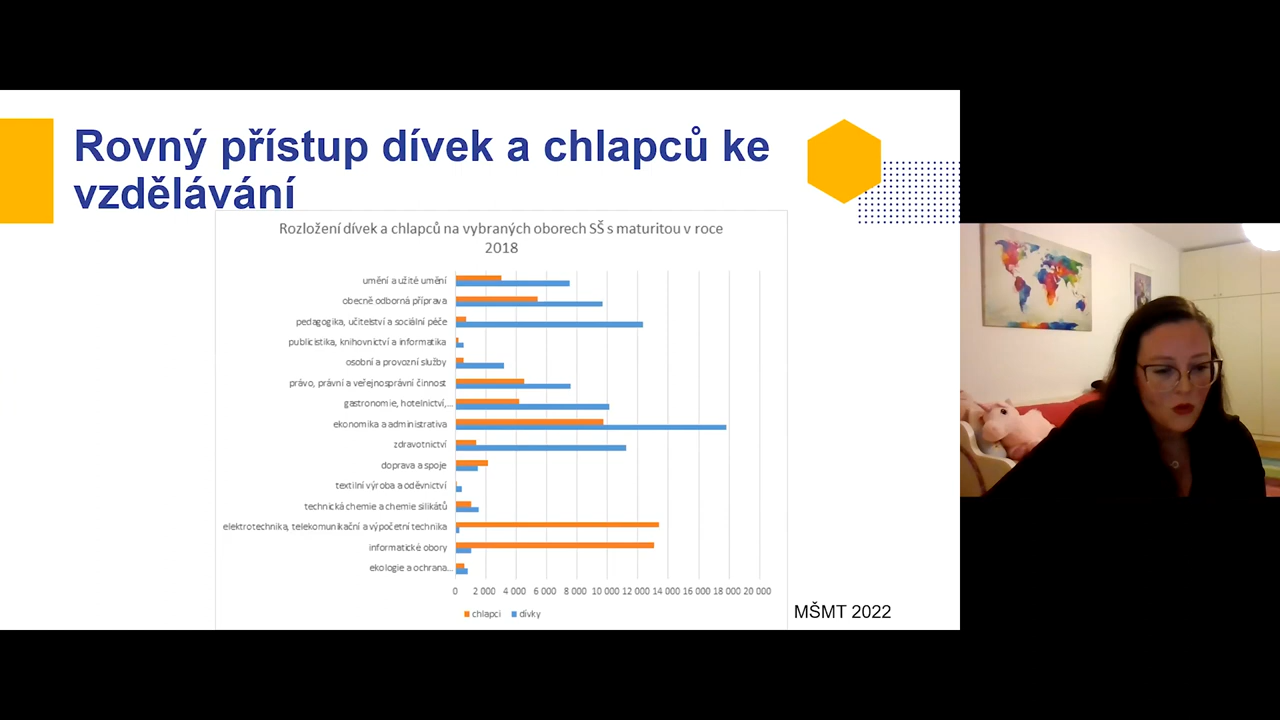 Rovný přístup dívek a chlapců ke
vzdělávání
Rozložení dívek a chlapců na vybraných oborech SŠ s maturitou v roce
2018
umění a užité umění
obecně odborná příprava
pedagogika, učitelství a sociální péče
publicistika, knihovnictví a informatika
osobní a provozní služby
právo, právní a veřejnosprávní činnost
gastronomie, hotelnictví,...
ekonomika a administrativa
zdravotnictví
doprava a spoje
textilní výroba a oděvnictví
technická chemie a chemie silikátů
elektrotechnika, telekomunikační a výpočetní technika
informatické obory
ekologie a ochrana...
0 2 000 4 000 6 000 8 000 10 000 12 000 14 000 16 000 18 000 20 000
chlapci dívky
MŠMT 2022